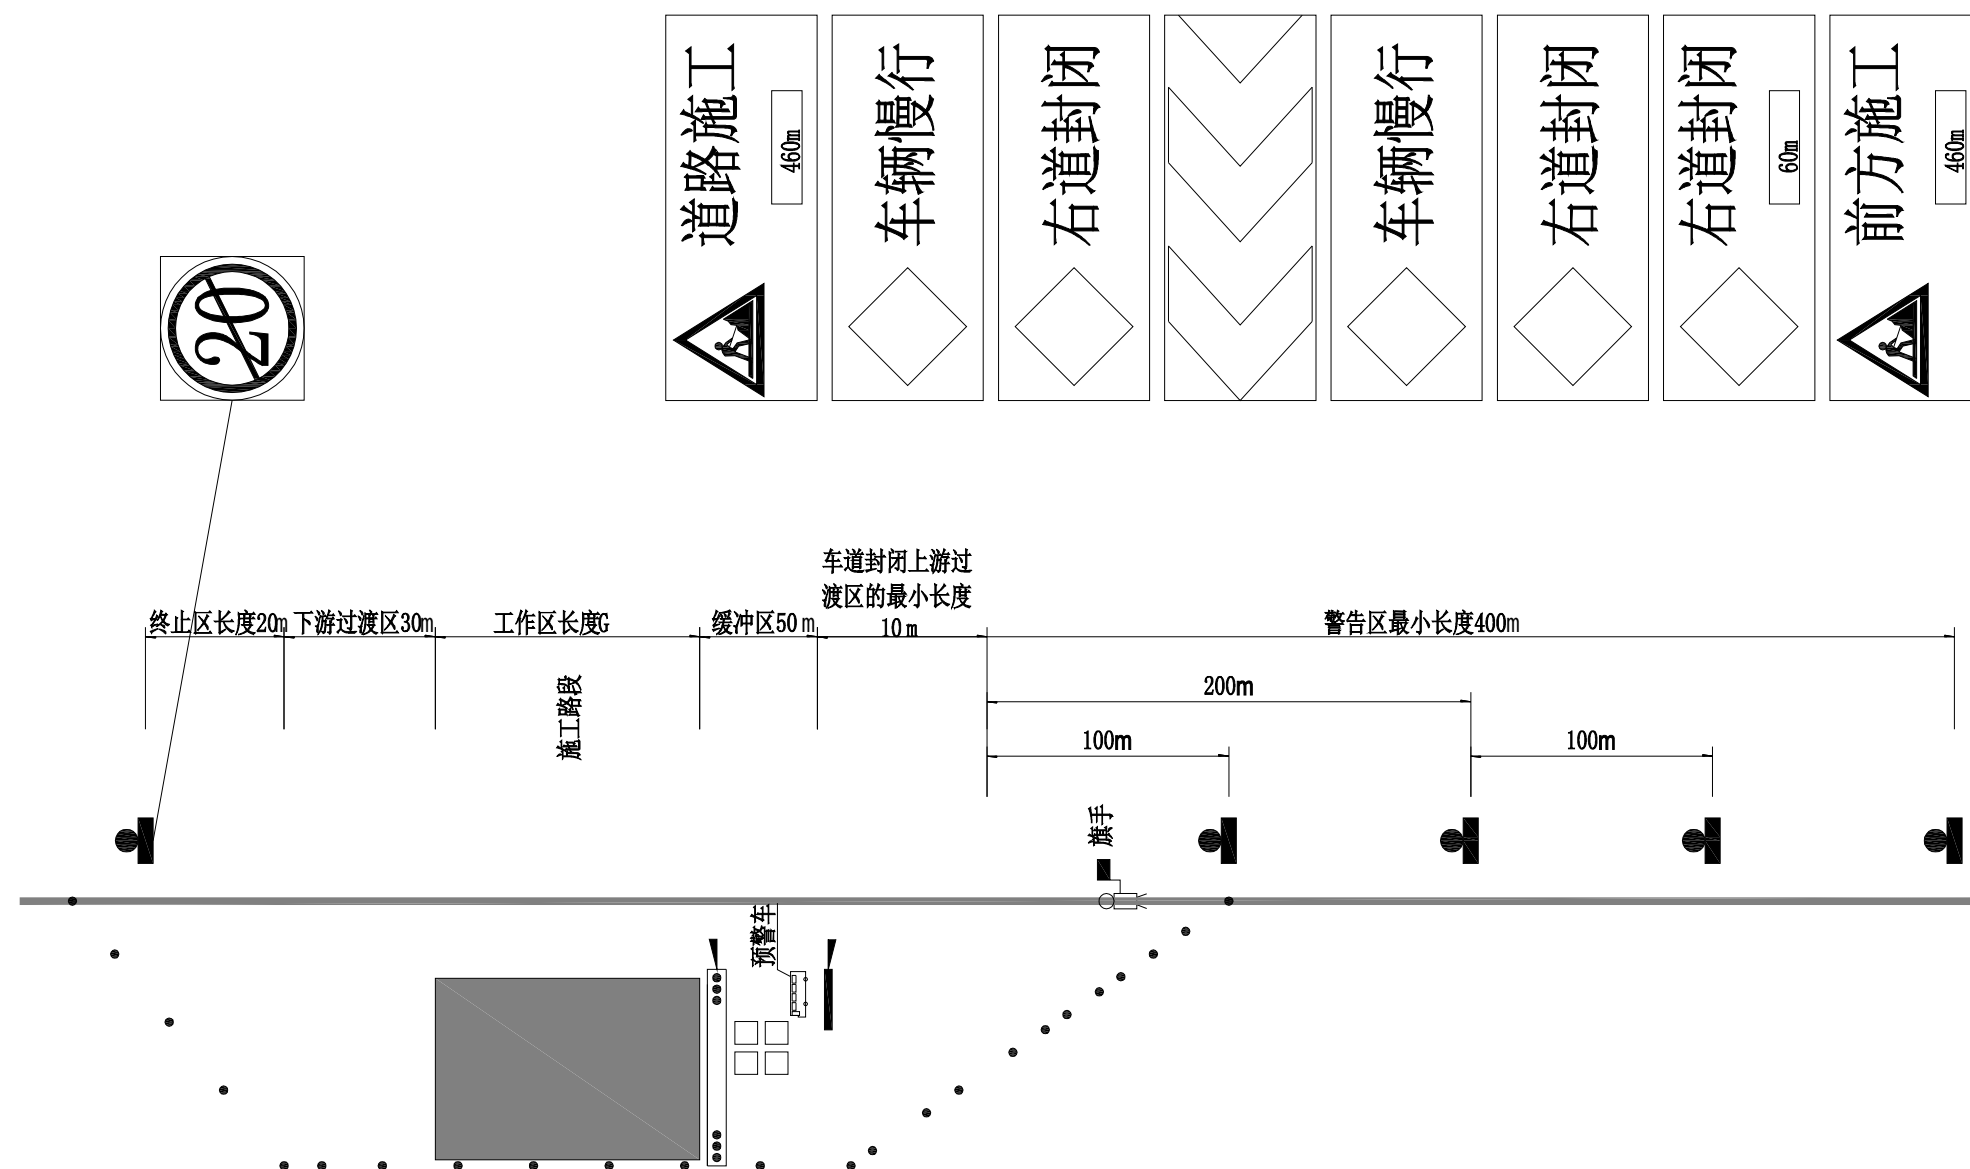 道路施工
460m
车辆慢行
右道封闭
车辆慢行
右道封闭
右道封闭
60m
前方施工
460m
20
车道封闭上游过
渡区的最小长度
10m
终止区长度20m
下游过渡区30m
工作区长度G
缓冲区50m
警告区最小长度400m
施工路段
200m
100m
100m
旗手
预警车